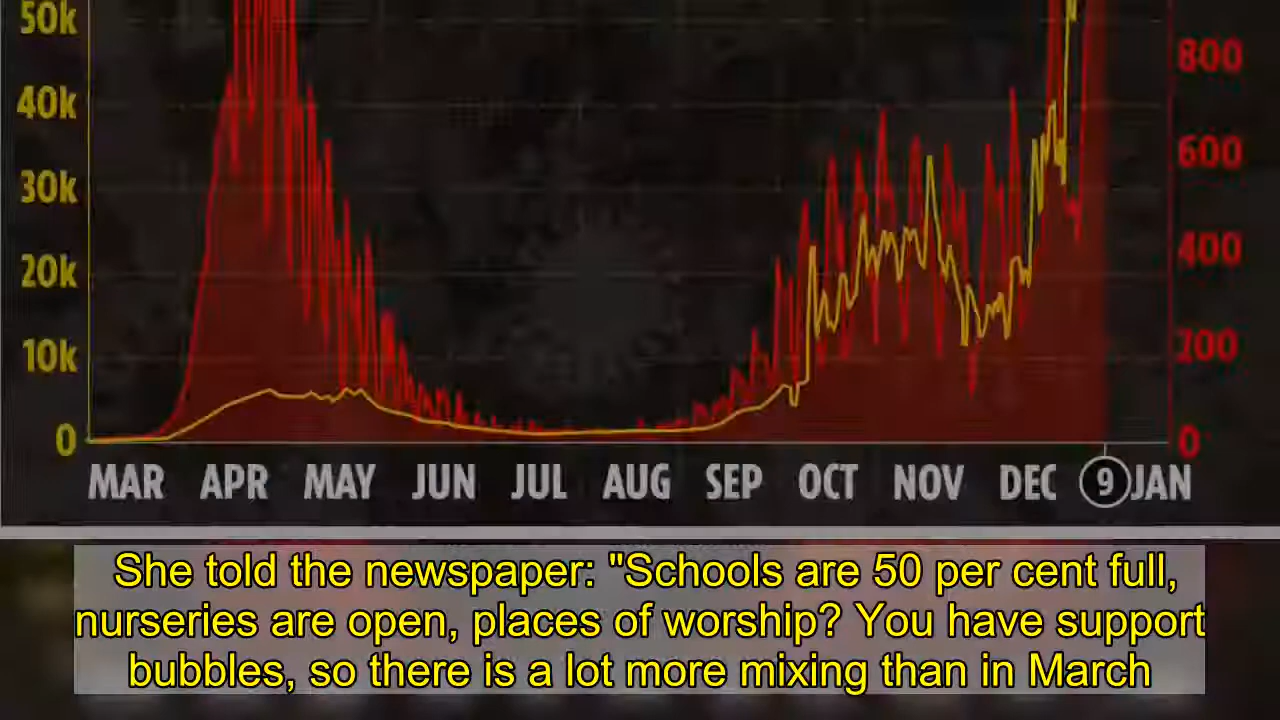 50k
40k
30k
20k
10k
0
800
600
400
200
0
MAR APR MAY JUN JUL AUG SEP OCT NOV DEC 9 JAN
She told the newspaper: "Schools are 50 per cent full,
nurseries are open, places of worship? You have support
bubbles, so there is a lot more mixing than in March